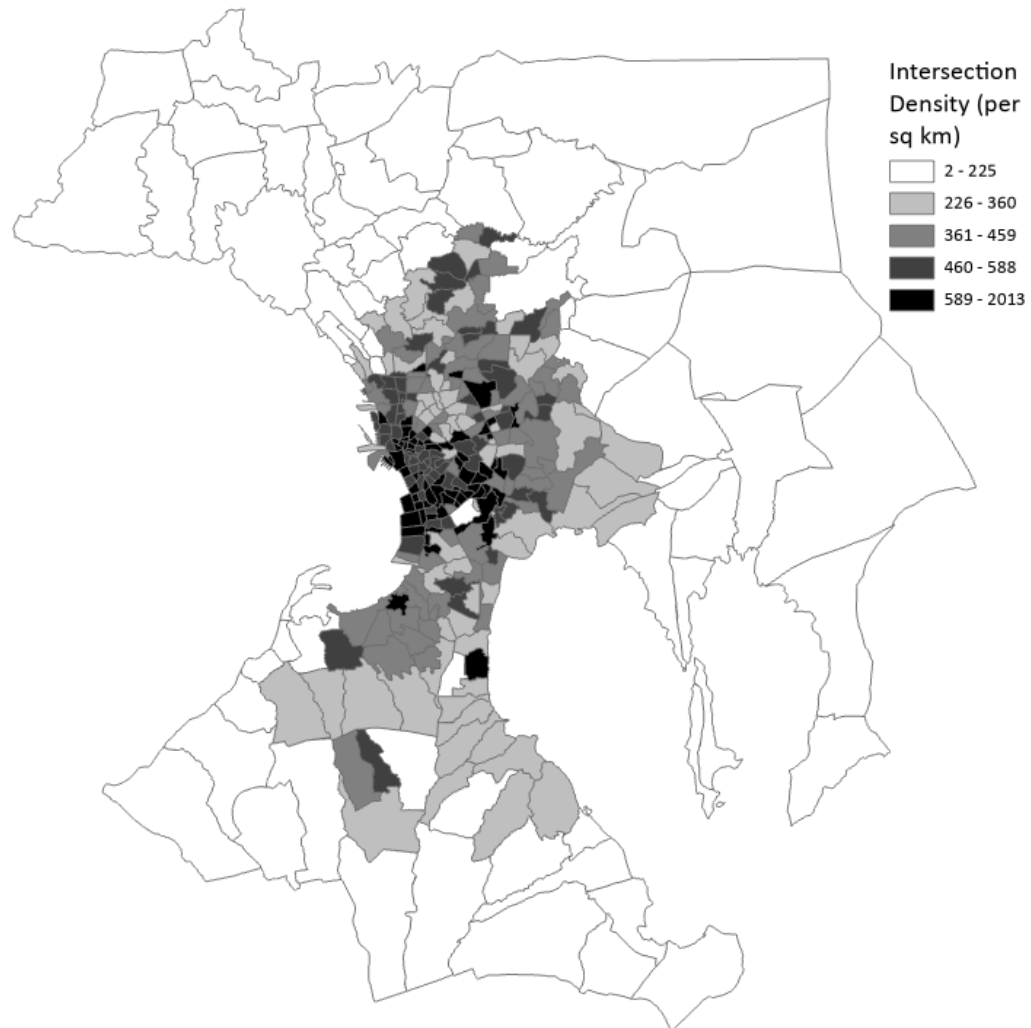 Intersection
Density (per
sq km)
2 - 225
226 - 360
361 - 459
460 - 588
589 - 2013